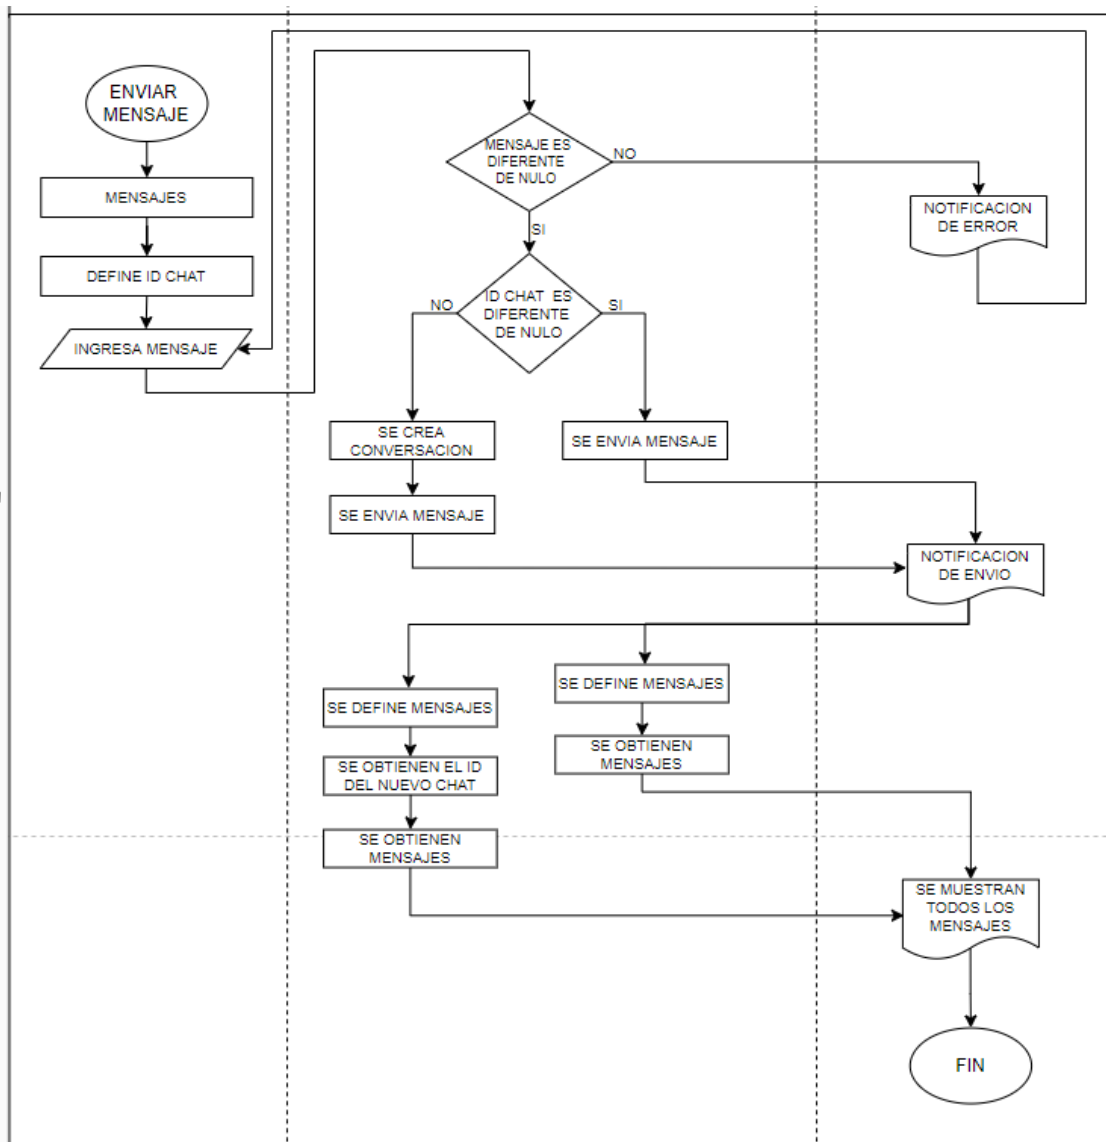 ENVIAR
MENSAJE
MENSAJES
DEFINE ID CHAT
INGRESA MENSAJE
MENSAJE ES
DIFERENTE
DE NULO
NO
SI
NOTIFICACION
DE ERROR
ID CHAT ES
DIFERENTE
DE NULO
NO
SI
SE CREA
CONVERSACION
SE ENVIA MENSAJE
SE ENVIA MENSAJE
NOTIFICACION
DE ENVIO
SE DEFINE MENSAJES
SE OBTIENEN EL ID
DEL NUEVO CHAT
SE OBTIENEN
MENSAJES
SE DEFINE MENSAJES
SE OBTIENEN
MENSAJES
SE MUESTRAN
TODOS LOS
MENSAJES
FIN